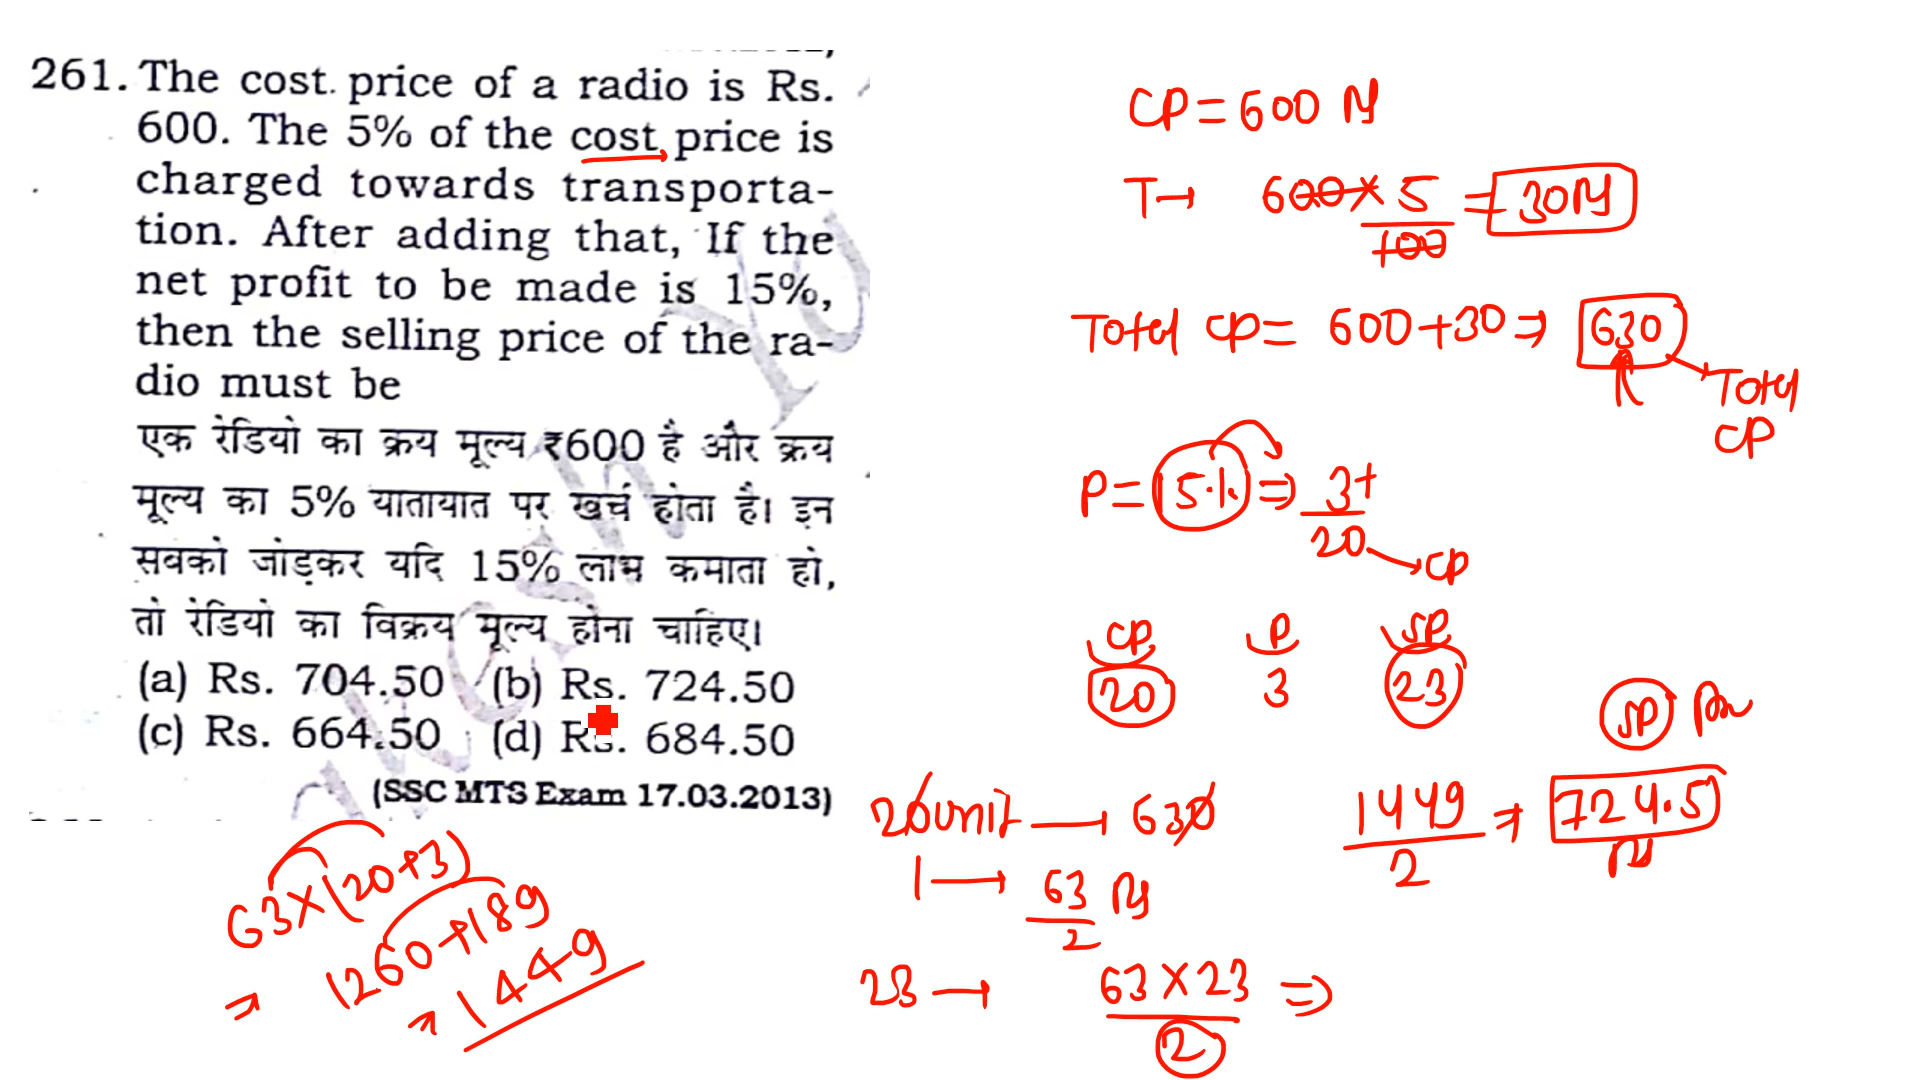 261. The cost price of a radio is Rs.
600. The 5% of the cost price is
charged towards transporta-
tion. After adding that, If the
net profit to be made is 15%,
then the selling price of the ra-
dio must be
एक रेडियो का क्रय मूल्य ₹600 है और क्रय
मूल्य का 5% यातायात पर खर्च होता है। इन
सबको जोड़कर यदि 15% लाभ कमाता हो,
तो रेडियो का विक्रय मूल्य होना चाहिए।
(a) Rs. 704.50 (b) Rs. 724.50
(c) Rs. 664.50 (d) Rs. 684.50
(SSC MTS Exam 17.03.2013)
63×(20+3)
⇒ 1260+189
⇒ 1449
CP = 600 Rs
T → 600 × 5 / 100 = 30 Rs
Total CP = 600+30 ⇒ 630
Total
CP
P = 15% ⇒ 3+ / 20
CP
CP P SP
20 3 23
20unit → 630
1 → 63/2 Rs
23 → 63×23 / 2 ⇒
SP
1449/2 ⇒ 724.5
Rs